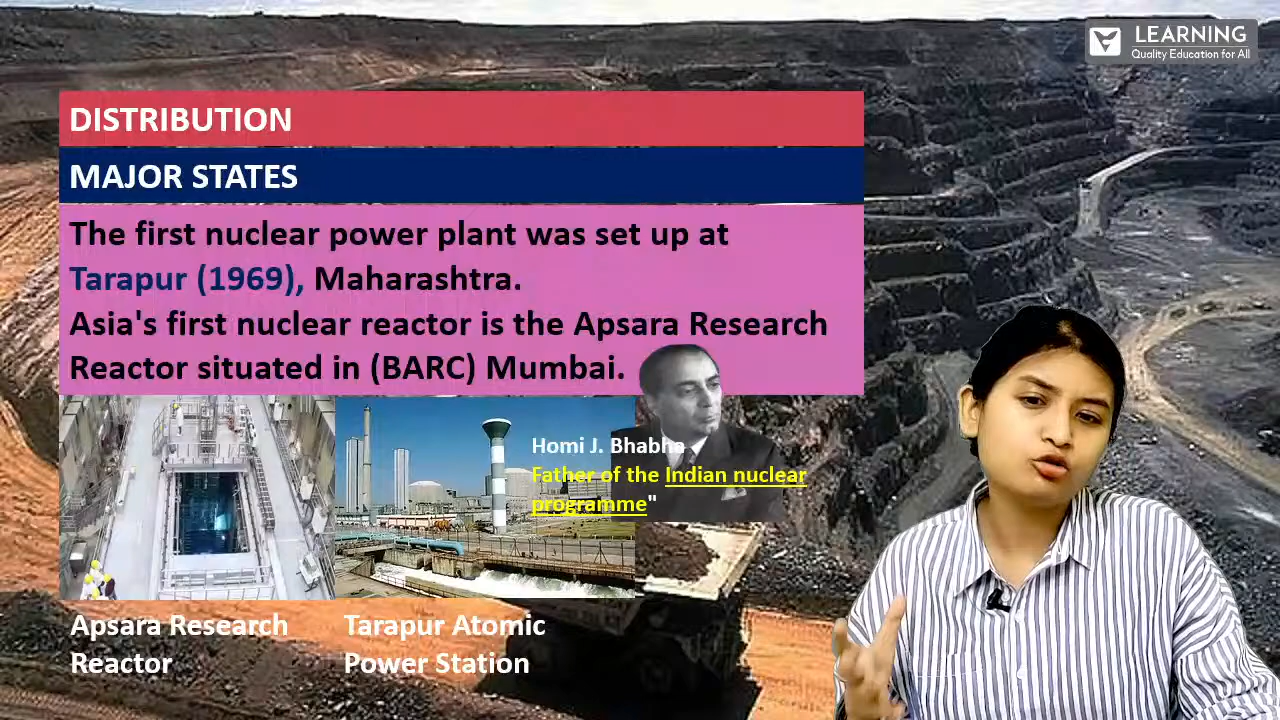 LEARNING
Quality Education for All
DISTRIBUTION
MAJOR STATES
The first nuclear power plant was set up at
Tarapur (1969), Maharashtra.
Asia's first nuclear reactor is the Apsara Research
Reactor situated in (BARC) Mumbai.
Homi J. Bhabha
Father of the Indian nuclear
programme"
Apsara Research
Reactor
Tarapur Atomic
Power Station